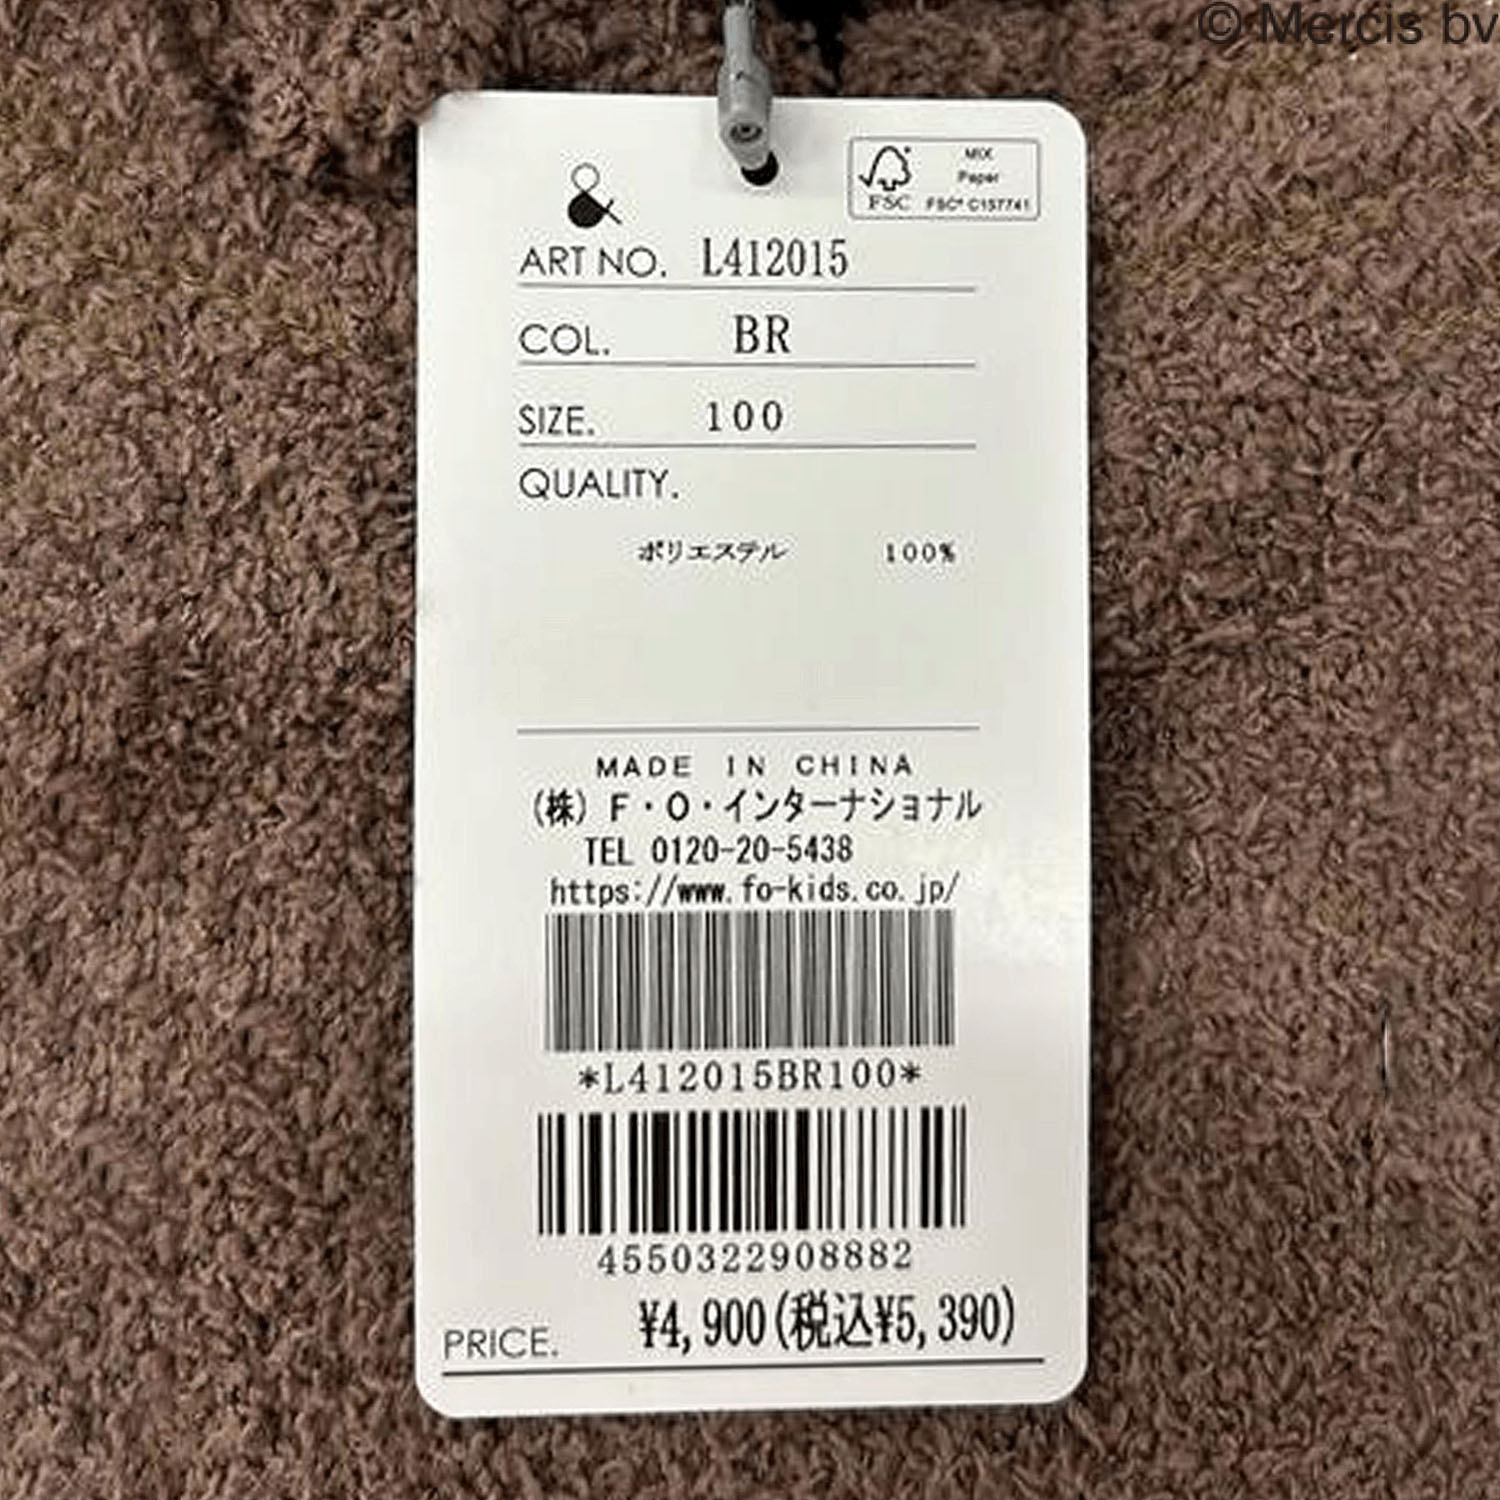 © Mercis bv
&
MIX
Paper
FSC
FSC® C157741
ART NO. L412015
COL. BR
SIZE. 100
QUALITY.
ポリエステル 100%
MADE IN CHINA
(株) F・O・インターナショナル
TEL 0120-20-5438
https://www.fo-kids.co.jp/
*L412015BR100*
4550322908882
PRICE. ¥4,900(税込¥5,390)